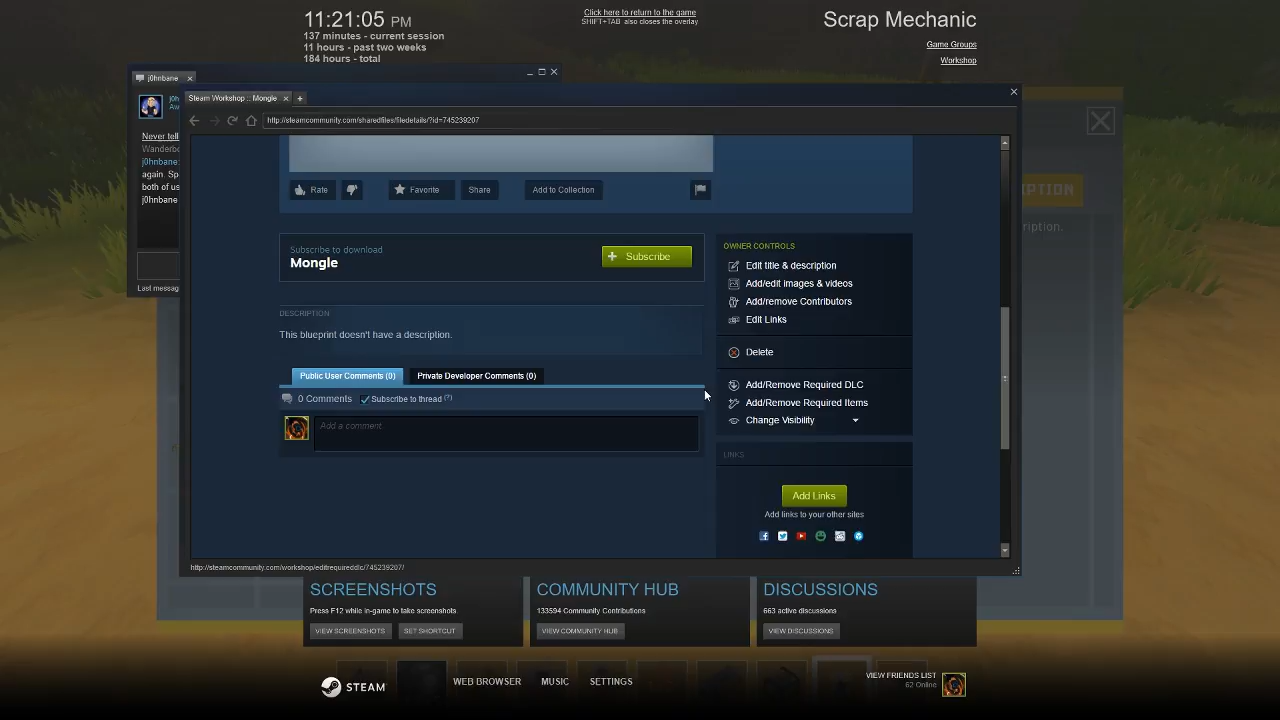 11:21:05 PM
137 minutes - current session
11 hours - past two weeks
184 hours - total
Click here to return to the game
SHIFT+TAB also closes the overlay
Scrap Mechanic
Game Groups
Workshop
j0hnbane
j0h
Never tell
Wanderbo
j0hnbane:
again. Sp
both of us
j0hnbane
Last messag
Steam Workshop :: Mongle
http://steamcommunity.com/sharedfiles/filedetails/?id=745239207
Rate
Favorite
Share
Add to Collection
Subscribe to download
Mongle
Subscribe
DESCRIPTION
This blueprint doesn't have a description.
Public User Comments (0)
Private Developer Comments (0)
0 Comments
Subscribe to thread (?)
Add a comment
OWNER CONTROLS
Edit title & description
Add/edit images & videos
Add/remove Contributors
Edit Links
Delete
Add/Remove Required DLC
Add/Remove Required Items
Change Visibility
LINKS
Add Links
Add links to your other sites
http://steamcommunity.com/workshop/editrequireddlc/745239207/
IPTION
ription.
SCREENSHOTS
Press F12 while in-game to take screenshots
VIEW SCREENSHOTS
SET SHORTCUT
COMMUNITY HUB
133594 Community Contributions
VIEW COMMUNITY HUB
DISCUSSIONS
663 active discussions
VIEW DISCUSSIONS
STEAM
WEB BROWSER
MUSIC
SETTINGS
VIEW FRIENDS LIST
62 Online